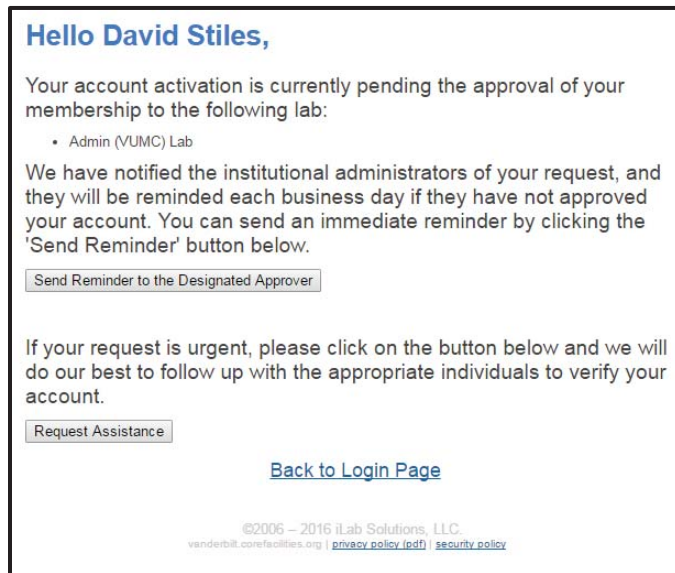 Hello David Stiles,
Your account activation is currently pending the approval of your
membership to the following lab:
• Admin (VUMC) Lab
We have notified the institutional administrators of your request, and
they will be reminded each business day if they have not approved
your account. You can send an immediate reminder by clicking the
'Send Reminder' button below.
Send Reminder to the Designated Approver
If your request is urgent, please click on the button below and we will
do our best to follow up with the appropriate individuals to verify your
account.
Request Assistance
Back to Login Page
©2006 – 2016 iLab Solutions, LLC.
vanderbilt.corefacilities.org | privacy policy (pdf) | security policy